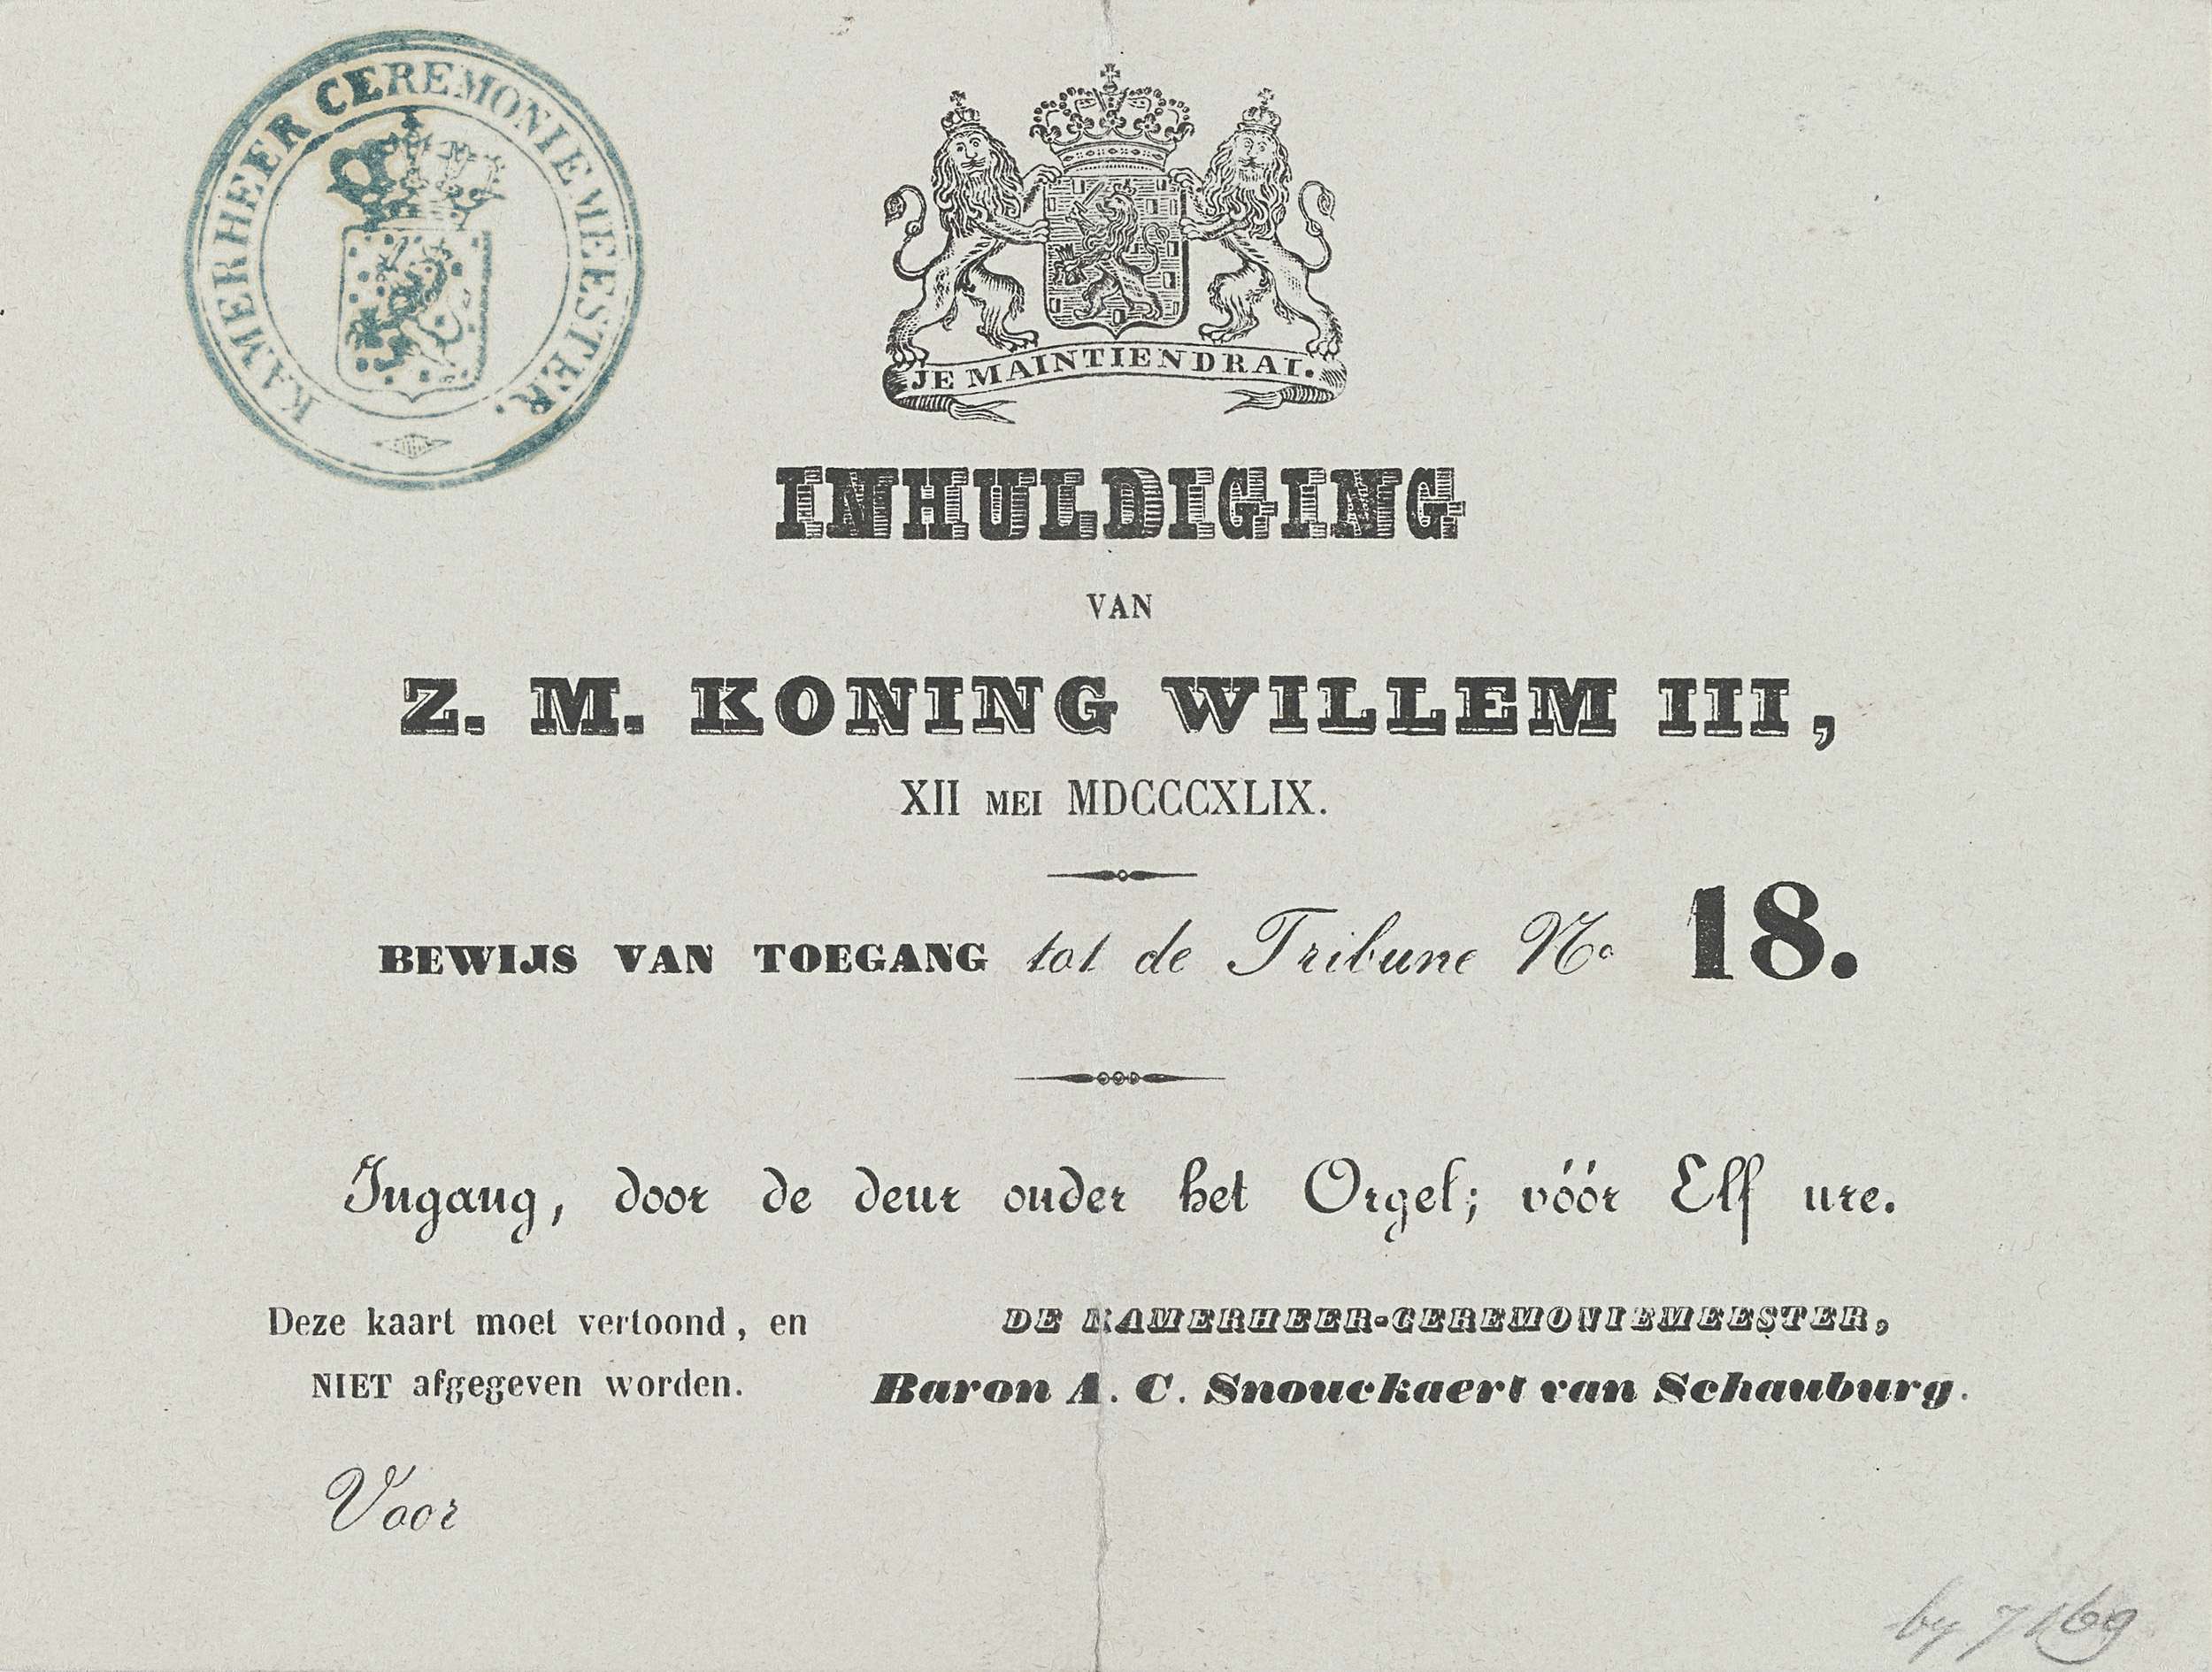 KAMERHEER CEREMONIEMEESTER.
JE MAINTIENDRAI.
INHULDIGING
VAN
Z. M. KONING WILLEM III,
XII MEI MDCCCXLIX.
BEWIJS VAN TOEGANG tot de Tribune No 18.
Ingang, door de deur onder het Orgel; vóór Elf ure.
Deze kaart moet vertoond, en
NIET afgegeven worden.
DE KAMERHEER-CEREMONIEMEESTER,
Baron A. C. Snouckaert van Schauburg.
Voor
by